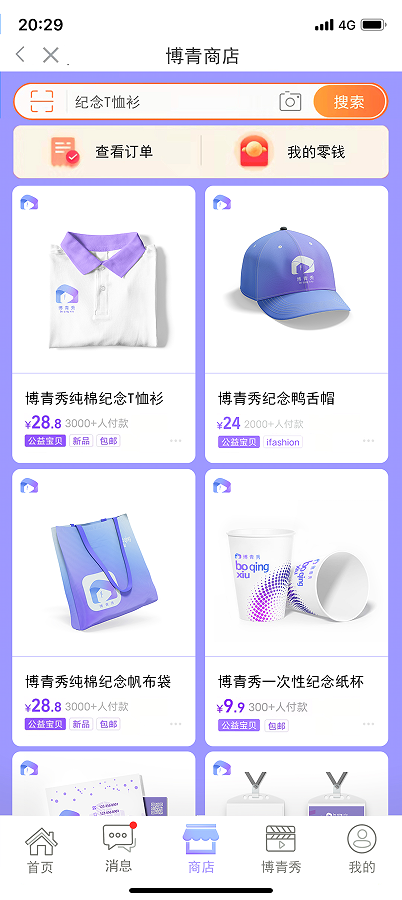 20:29
4G
博青商店
纪念T恤衫
搜索
查看订单
我的零钱
博青秀
博青秀
博青秀纯棉纪念T恤衫
¥28.8 3000+人付款
公益宝贝 新品 包邮
博青秀纪念鸭舌帽
¥24 2000+人付款
公益宝贝 ifashion
博青秀
博青秀
bo qing
xiu
博青秀纯棉纪念帆布袋
¥28.8 3000+人付款
公益宝贝 新品 包邮
博青秀一次性纪念纸杯
¥9.9 300+人付款
公益宝贝 包邮
首页
消息
商店
博青秀
我的